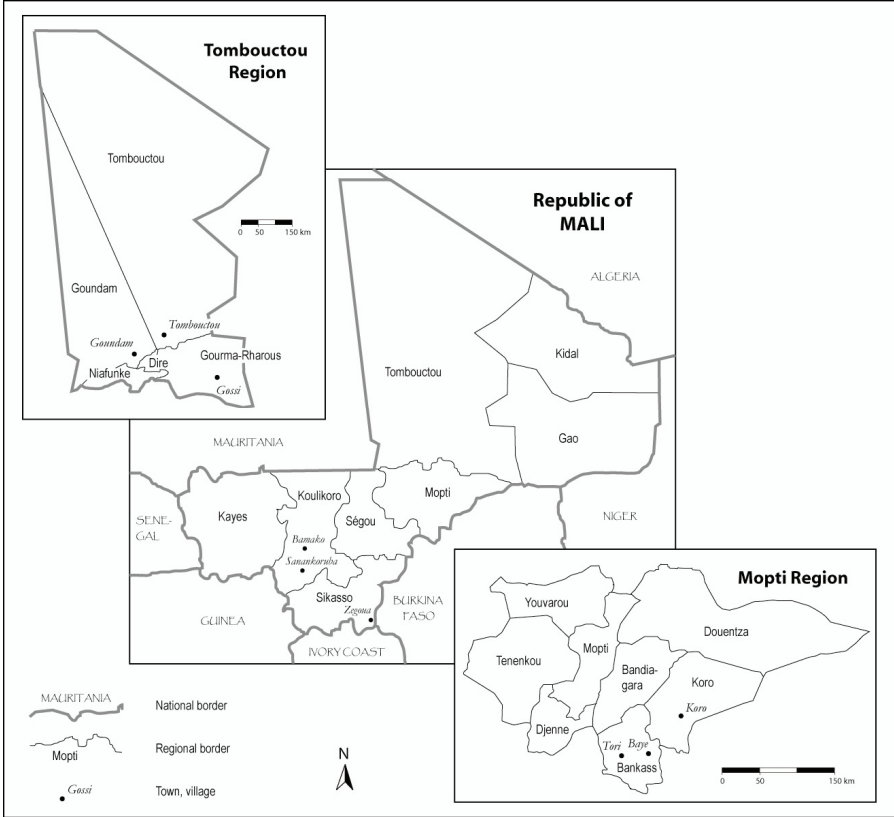 Tombouctou
Region
Tombouctou
0 50 150 km
Goundam
Tombouctou
Goundam
Gourma-Rharous
Dire
Niafunke
Gossi
Republic of
MALI
ALGERIA
Kidal
Tombouctou
Gao
MAURITANIA
Mopti
Koulikoro
Kayes
Ségou
SENE-
GAL
NIGER
Bamako
Sanankoruba
Sikasso
Zegoua
BURKINA
FASO
GUINEA
IVORY COAST
Mopti Region
Youvarou
Douentza
Mopti
Tenenkou
Bandia-
gara
Koro
Koro
Djenne
Tori
Baye
Bankass
0 50 150 km
MAURITANIA
National border
Mopti
Regional border
Gossi
Town, village
N